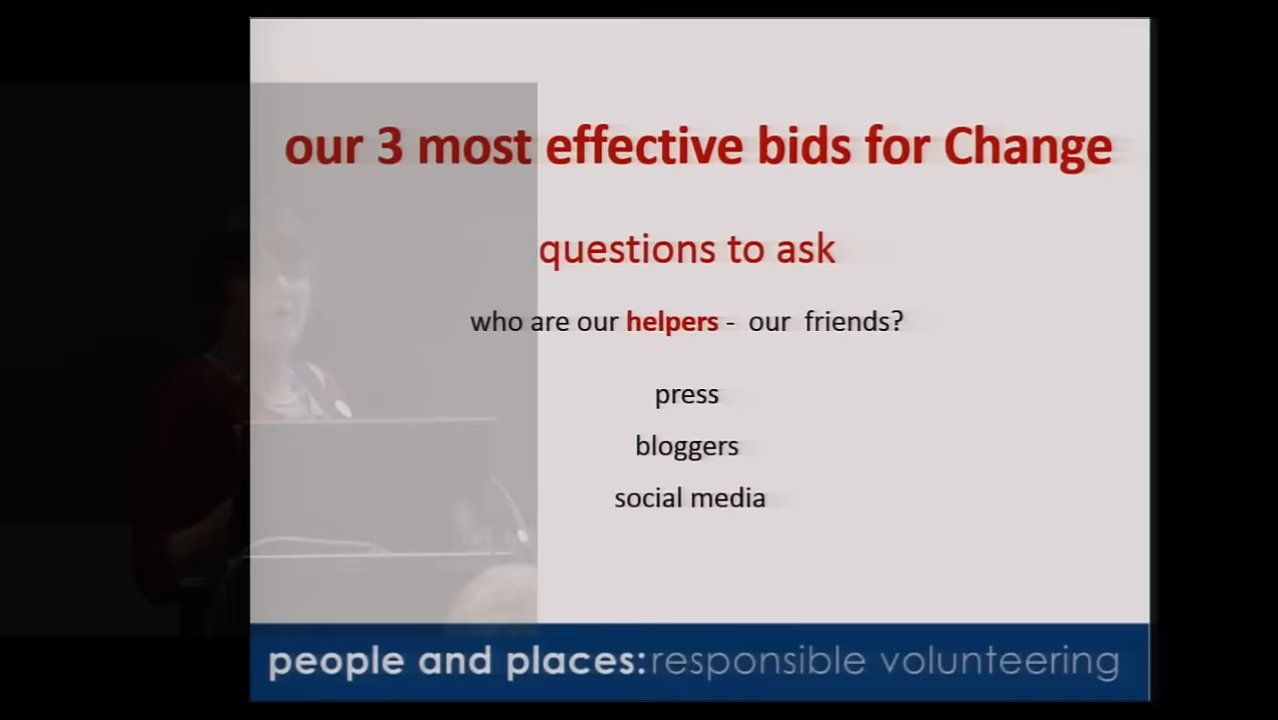 our 3 most effective bids for Change
questions to ask
who are our helpers - our friends?
press
bloggers
social media
people and places: responsible volunteering